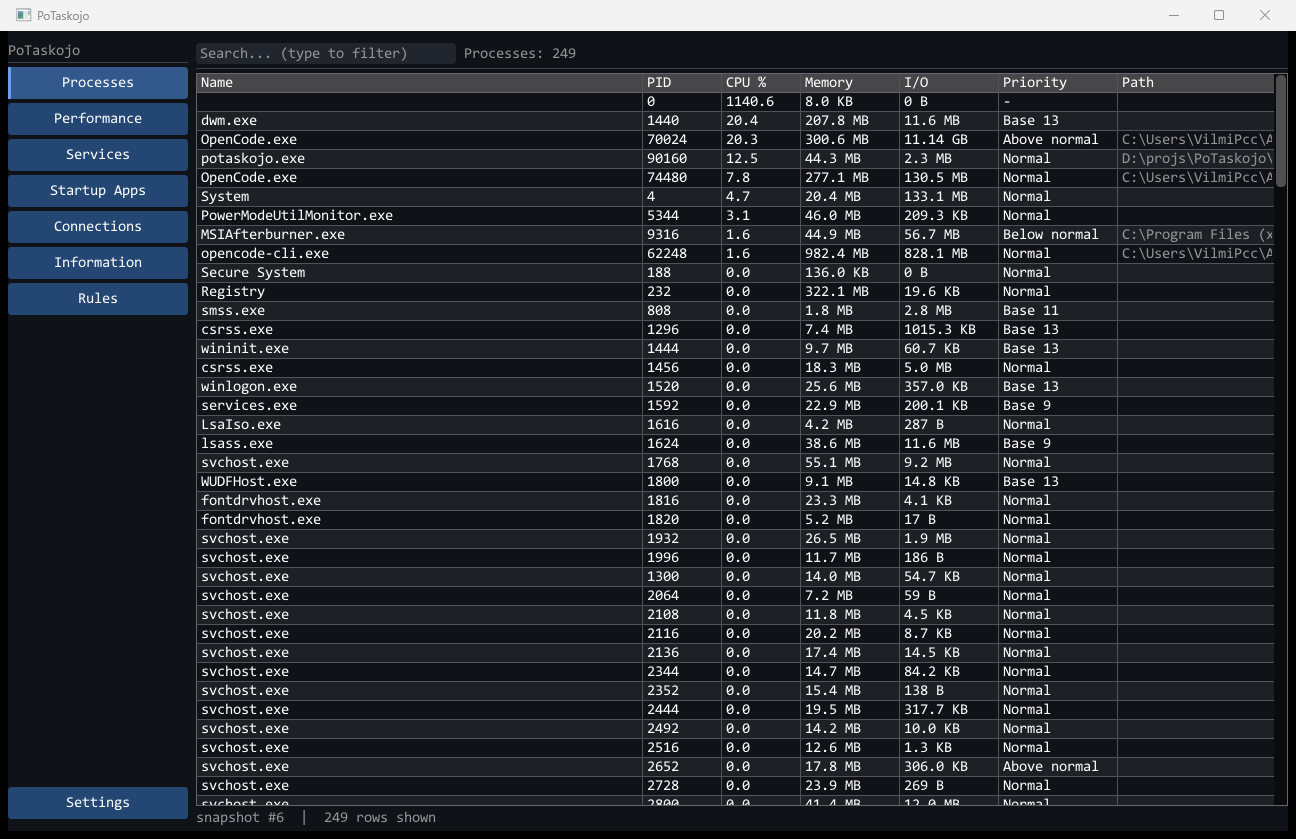 PoTaskojo
PoTaskojo
Search... (type to filter) Processes: 249
Processes
Performance
Services
Startup Apps
Connections
Information
Rules
Settings
Name PID CPU % Memory I/O Priority Path
0 1140.6 8.0 KB 0 B -
dwm.exe 1440 20.4 207.8 MB 11.6 MB Base 13
OpenCode.exe 70024 20.3 300.6 MB 11.14 GB Above normal C:\Users\VilmiPcc\A
potaskojo.exe 90160 12.5 44.3 MB 2.3 MB Normal D:\projs\PoTaskojo\
OpenCode.exe 74480 7.8 277.1 MB 130.5 MB Normal C:\Users\VilmiPcc\A
System 4 4.7 20.4 MB 133.1 MB Normal
PowerModeUtilMonitor.exe 5344 3.1 46.0 MB 209.3 KB Normal
MSIAfterburner.exe 9316 1.6 44.9 MB 56.7 MB Below normal C:\Program Files (x
opencode-cli.exe 62248 1.6 982.4 MB 828.1 MB Normal C:\Users\VilmiPcc\A
Secure System 188 0.0 136.0 KB 0 B Normal
Registry 232 0.0 322.1 MB 19.6 KB Normal
smss.exe 808 0.0 1.8 MB 2.8 MB Base 11
csrss.exe 1296 0.0 7.4 MB 1015.3 KB Base 13
wininit.exe 1444 0.0 9.7 MB 60.7 KB Base 13
csrss.exe 1456 0.0 18.3 MB 5.0 MB Normal
winlogon.exe 1520 0.0 25.6 MB 357.0 KB Base 13
services.exe 1592 0.0 22.9 MB 200.1 KB Base 9
LsaIso.exe 1616 0.0 4.2 MB 287 B Normal
lsass.exe 1624 0.0 38.6 MB 11.6 MB Base 9
svchost.exe 1768 0.0 55.1 MB 9.2 MB Normal
WUDFHost.exe 1800 0.0 9.1 MB 14.8 KB Base 13
fontdrvhost.exe 1816 0.0 23.3 MB 4.1 KB Normal
fontdrvhost.exe 1820 0.0 5.2 MB 17 B Normal
svchost.exe 1932 0.0 26.5 MB 1.9 MB Normal
svchost.exe 1996 0.0 11.7 MB 186 B Normal
svchost.exe 1300 0.0 14.0 MB 54.7 KB Normal
svchost.exe 2064 0.0 7.2 MB 59 B Normal
svchost.exe 2108 0.0 11.8 MB 4.5 KB Normal
svchost.exe 2116 0.0 20.2 MB 8.7 KB Normal
svchost.exe 2136 0.0 17.4 MB 14.5 KB Normal
svchost.exe 2344 0.0 14.7 MB 84.2 KB Normal
svchost.exe 2352 0.0 15.4 MB 138 B Normal
svchost.exe 2444 0.0 19.5 MB 317.7 KB Normal
svchost.exe 2492 0.0 14.2 MB 10.0 KB Normal
svchost.exe 2516 0.0 12.6 MB 1.3 KB Normal
svchost.exe 2652 0.0 17.8 MB 306.0 KB Above normal
svchost.exe 2728 0.0 23.9 MB 269 B Normal
svchost.exe 2800 0.0 41.4 MB 12.0 MB Normal
snapshot #6 | 249 rows shown